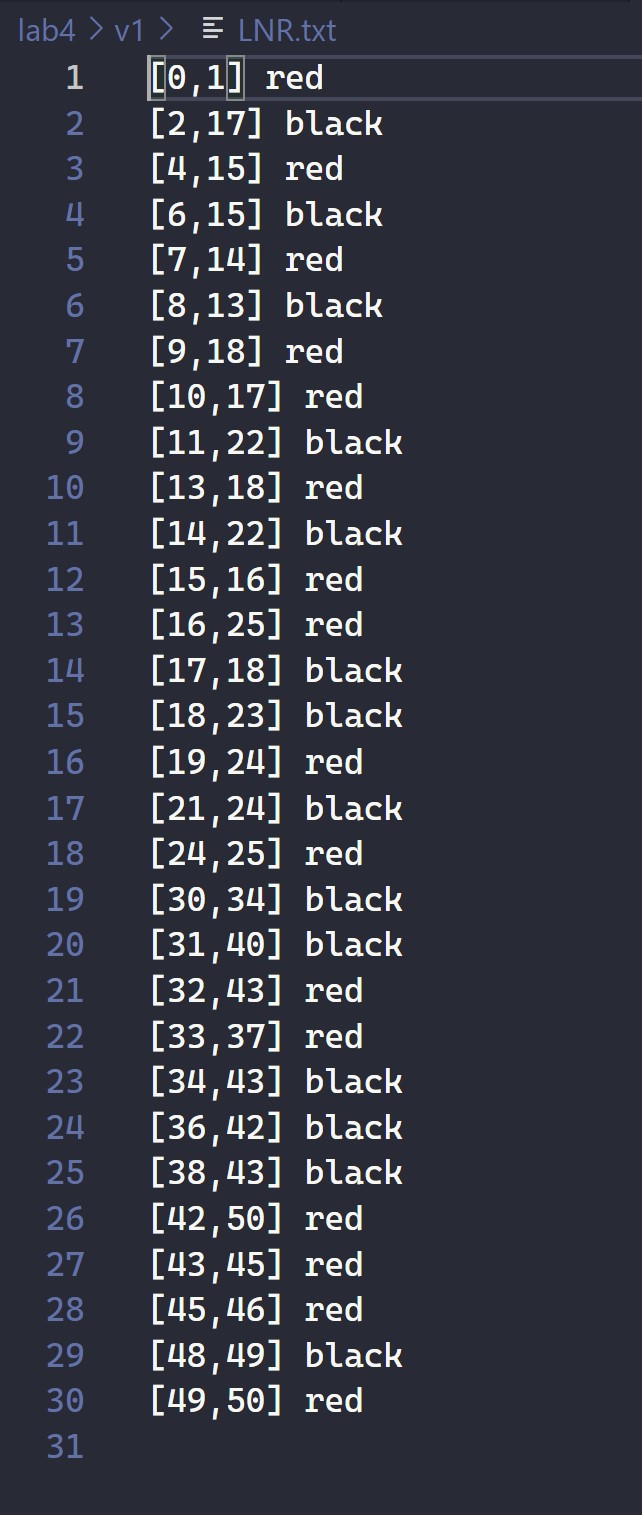 lab4 > v1 > LNR.txt
1 [0,1] red
2 [2,17] black
3 [4,15] red
4 [6,15] black
5 [7,14] red
6 [8,13] black
7 [9,18] red
8 [10,17] red
9 [11,22] black
10 [13,18] red
11 [14,22] black
12 [15,16] red
13 [16,25] red
14 [17,18] black
15 [18,23] black
16 [19,24] red
17 [21,24] black
18 [24,25] red
19 [30,34] black
20 [31,40] black
21 [32,43] red
22 [33,37] red
23 [34,43] black
24 [36,42] black
25 [38,43] black
26 [42,50] red
27 [43,45] red
28 [45,46] red
29 [48,49] black
30 [49,50] red
31